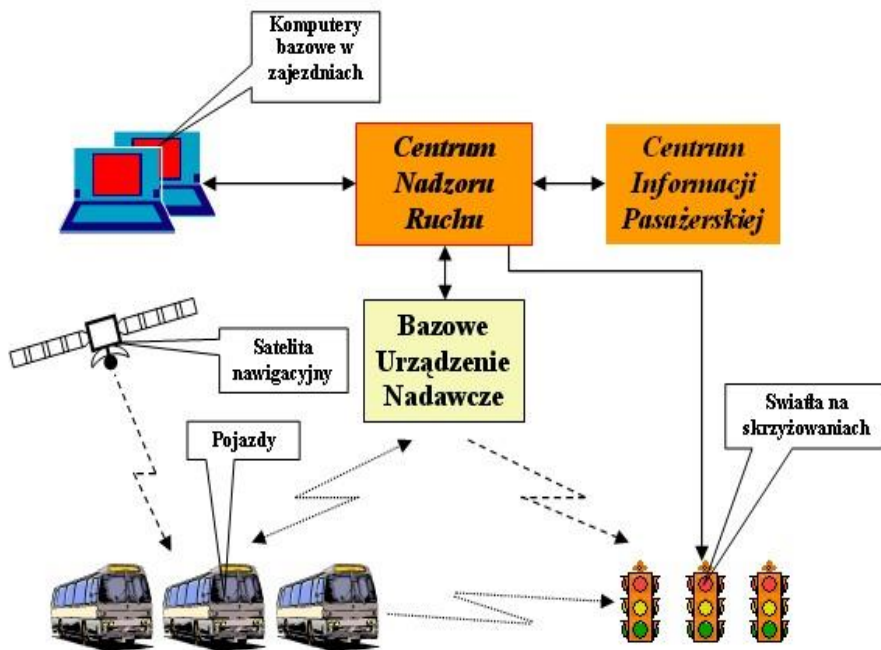 Komputery
bazowe w
zajezdniach
Centrum
Nadzoru
Ruchu
Centrum
Informacji
Pasażerskiej
Bazowe
Urządzenie
Nadawcze
Satelita
nawigacyjny
Pojazdy
Swiatła na
skrzyżowaniach